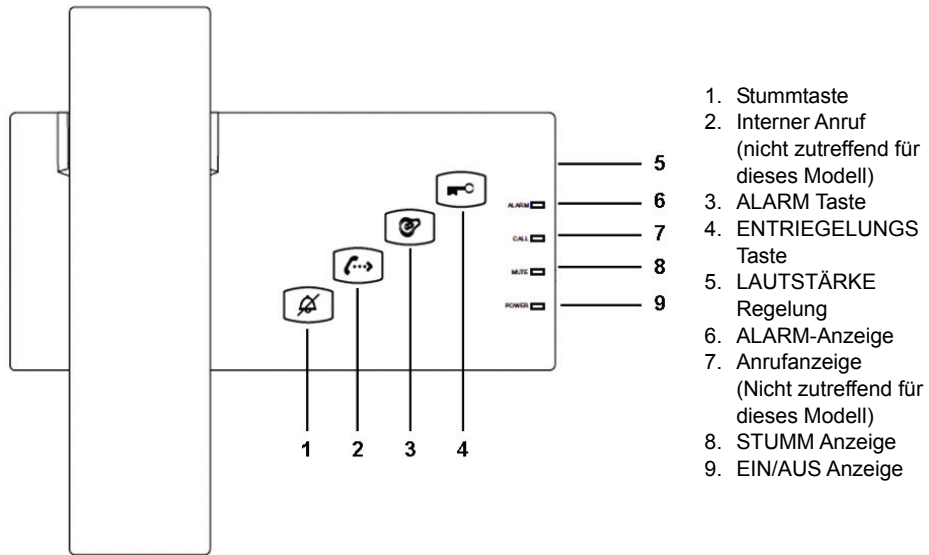 5
ALARM
6
CALL
7
MUTE
8
POWER
9
1
2
3
4
1. Stummtaste
2. Interner Anruf
(nicht zutreffend für
dieses Modell)
3. ALARM Taste
4. ENTRIEGELUNGS
Taste
5. LAUTSTÄRKE
Regelung
6. ALARM-Anzeige
7. Anrufanzeige
(Nicht zutreffend für
dieses Modell)
8. STUMM Anzeige
9. EIN/AUS Anzeige